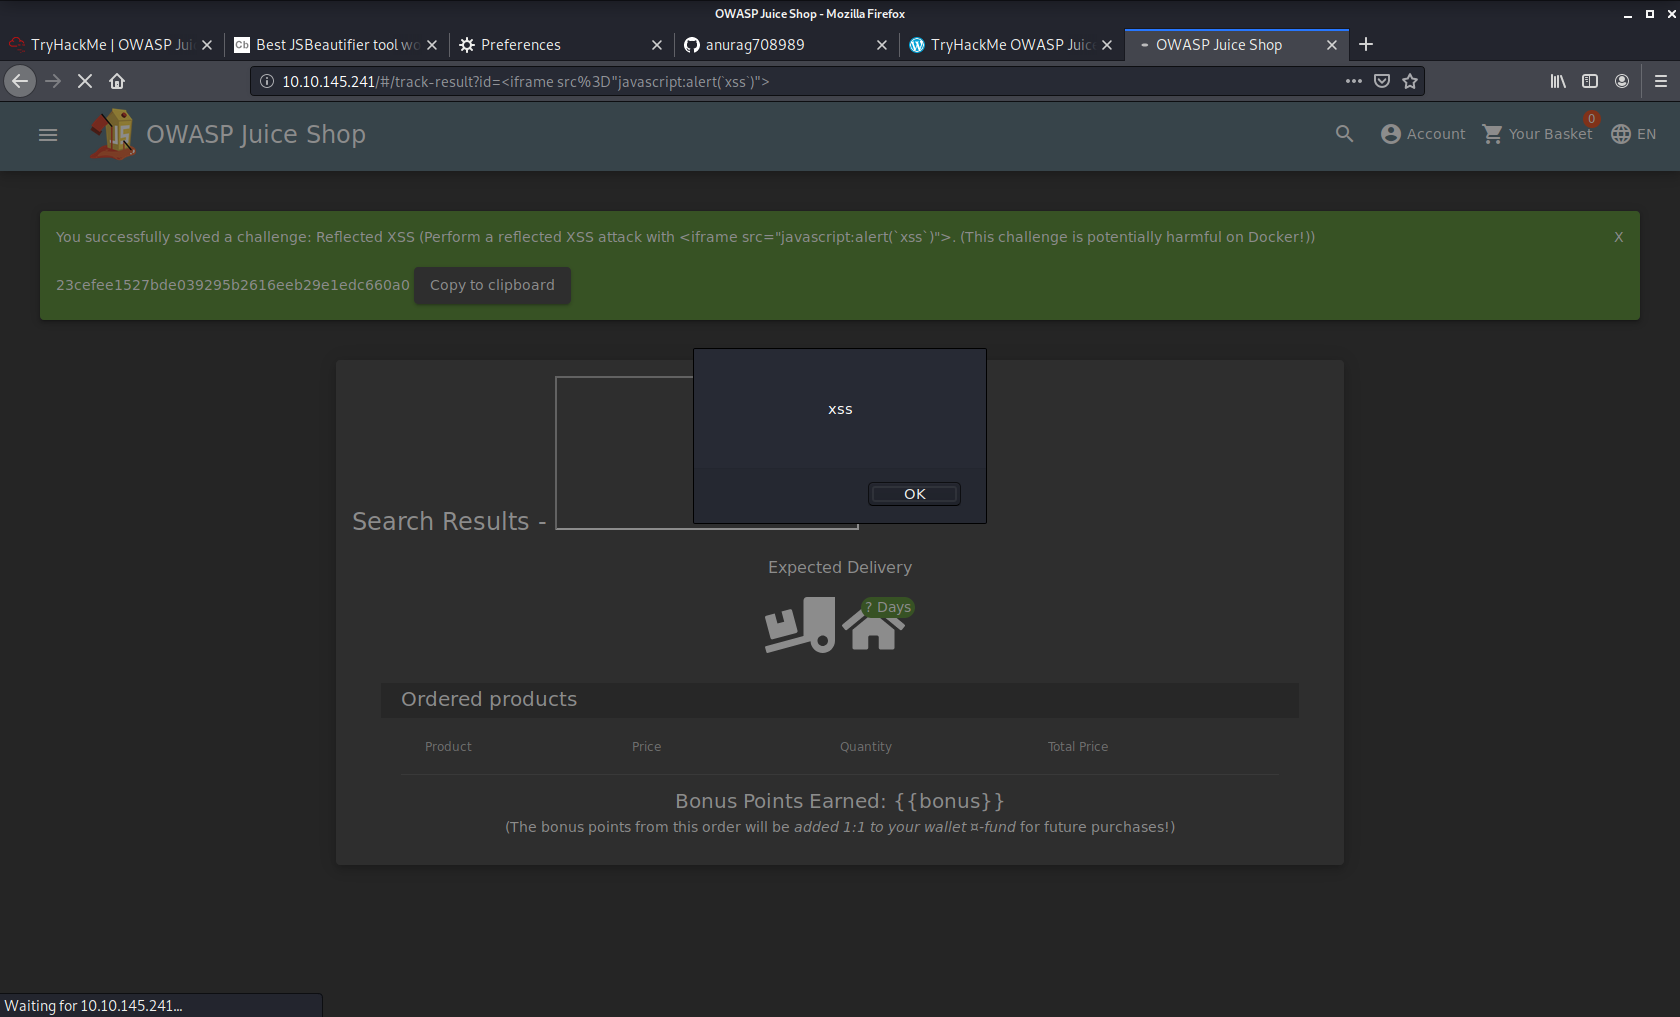 OWASP Juice Shop - Mozilla Firefox
TryHackMe | OWASP Jui
Cb Best JSBeautifier tool wo
Preferences
anurag708989
TryHackMe OWASP Juic
OWASP Juice Shop
10.10.145.241/#/track-result?id=<iframe src%3D"javascript:alert(`xss`)">
OWASP Juice Shop
Account
Your Basket
0
EN
You successfully solved a challenge: Reflected XSS (Perform a reflected XSS attack with <iframe src="javascript:alert(`xss`)">. (This challenge is potentially harmful on Docker!))
X
23cefee1527bde039295b2616eeb29e1edc660a0
Copy to clipboard
xss
OK
Search Results -
Expected Delivery
? Days
Ordered products
Product Price Quantity Total Price
Bonus Points Earned: {{bonus}}
(The bonus points from this order will be added 1:1 to your wallet ¤-fund for future purchases!)
Waiting for 10.10.145.241...